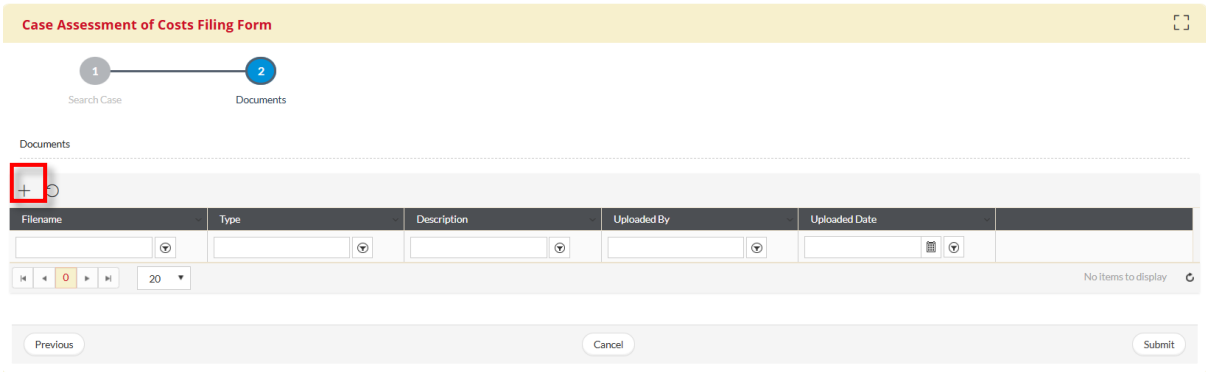 Case Assessment of Costs Filing Form
1 2
Search Case Documents
Documents
Filename Type Description Uploaded By Uploaded Date
0 20 No items to display
Previous Cancel Submit